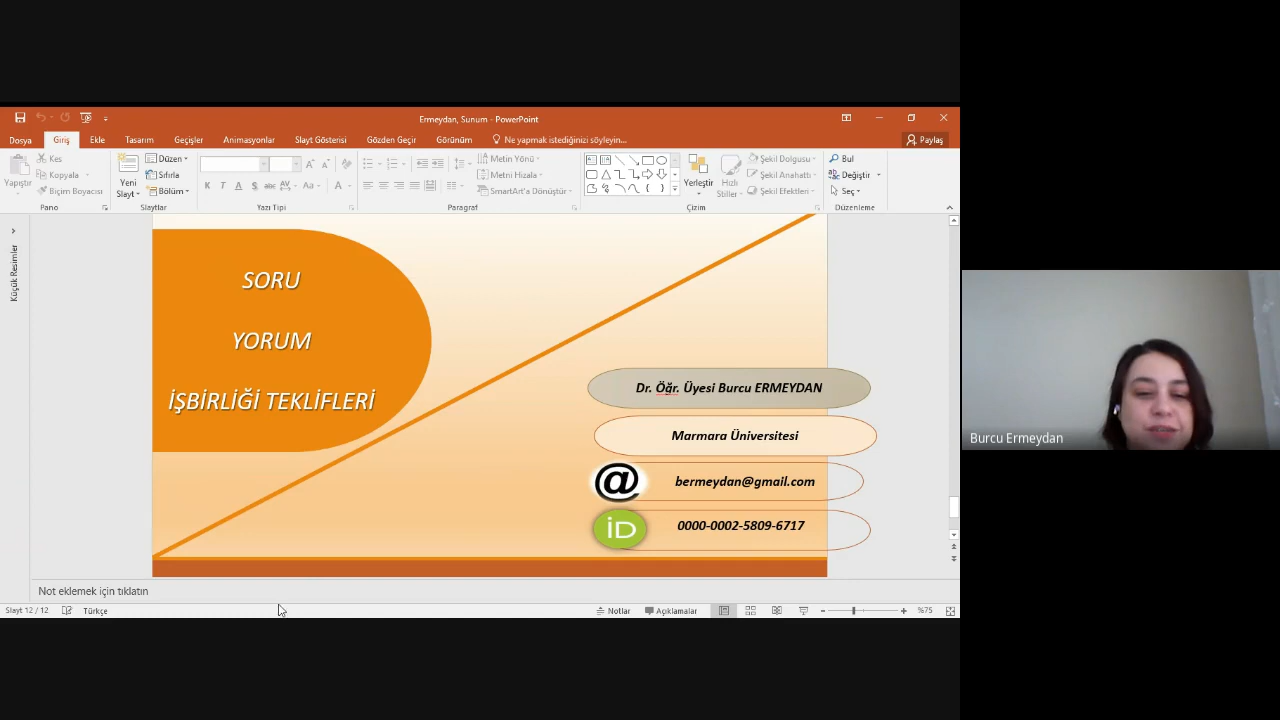 Ermeydan, Sunum - PowerPoint
Dosya Giriş Ekle Tasarım Geçişler Animasyonlar Slayt Gösterisi Gözden Geçir Görünüm Ne yapmak istediğinizi söyleyin... Paylaş
Yapıştır
Kes
Kopyala
Biçim Boyacısı
Pano
Yeni Slayt
Düzen
Sıfırla
Bölüm
Slaytlar
K T A S abc AV Aa A
Yazı Tipi
Metin Yönü
Metni Hizala
SmartArt'a Dönüştür
Paragraf
Yerleştir
Hızlı Stiller
Şekil Dolgusu
Şekil Anahattı
Şekil Efektleri
Çizim
Bul
Değiştir
Seç
Düzenleme
Küçük Resimler
SORU
YORUM
İŞBİRLİĞİ TEKLİFLERİ
Dr. Öğr. Üyesi Burcu ERMEYDAN
Marmara Üniversitesi
@ bermeydan@gmail.com
iD 0000-0002-5809-6717
Burcu Ermeydan
Not eklemek için tıklatın
Slayt 12 / 12 Türkçe Notlar Açıklamalar %75